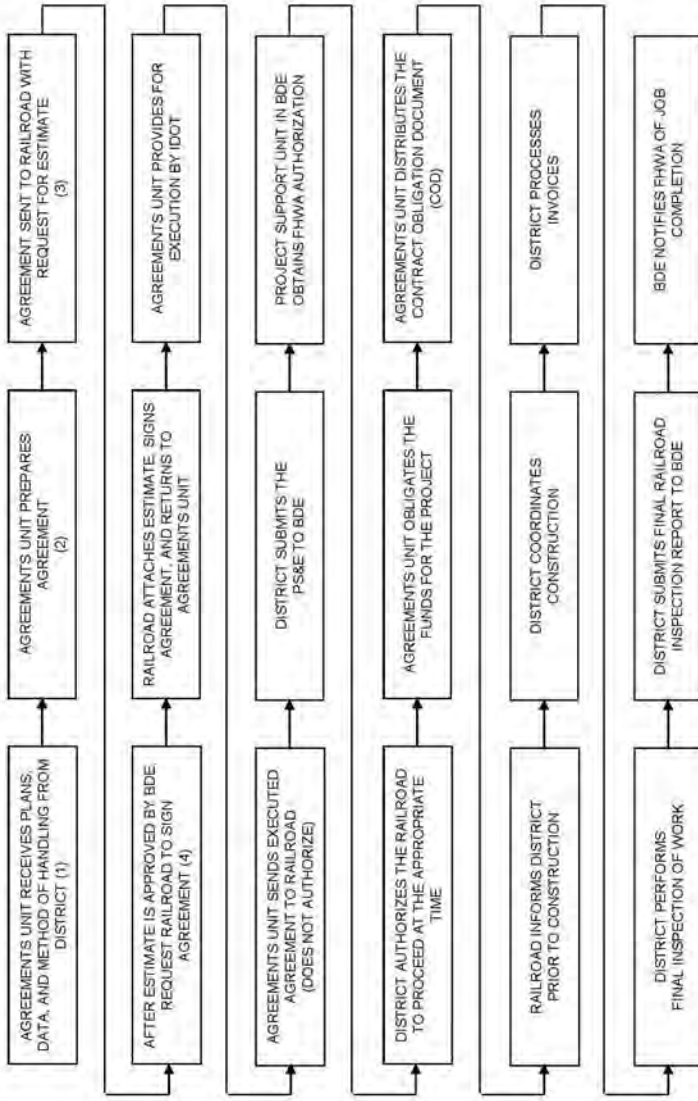 AGREEMENTS UNIT RECEIVES PLANS,
DATA, AND METHOD OF HANDLING FROM
DISTRICT (1)
AGREEMENTS UNIT PREPARES
AGREEMENT
(2)
AGREEMENT SENT TO RAILROAD WITH
REQUEST FOR ESTIMATE
(3)
AFTER ESTIMATE IS APPROVED BY BDE,
REQUEST RAILROAD TO SIGN
AGREEMENT (4)
RAILROAD ATTACHES ESTIMATE, SIGNS
AGREEMENT, AND RETURNS TO
AGREEMENTS UNIT
AGREEMENTS UNIT PROVIDES FOR
EXECUTION BY IDOT.
AGREEMENTS UNIT SENDS EXECUTED
AGREEMENT TO RAILROAD
(DOES NOT AUTHORIZE)
DISTRICT SUBMITS THE
PS&E TO BDE
PROJECT SUPPORT UNIT IN BDE
OBTAINS FHWA AUTHORIZATION
DISTRICT AUTHORIZES THE RAILROAD
TO PROCEED AT THE APPROPRIATE
TIME
AGREEMENTS UNIT OBLIGATES THE
FUNDS FOR THE PROJECT
AGREEMENTS UNIT DISTRIBUTES THE
CONTRACT OBLIGATION DOCUMENT
(COD)
RAILROAD INFORMS DISTRICT
PRIOR TO CONSTRUCTION
DISTRICT COORDINATES
CONSTRUCTION
DISTRICT PROCESSES
INVOICES
DISTRICT PERFORMS
FINAL INSPECTION OF WORK
DISTRICT SUBMITS FINAL RAILROAD
INSPECTION REPORT TO BDE
BDE NOTIFIES FHWA OF JOB
COMPLETION